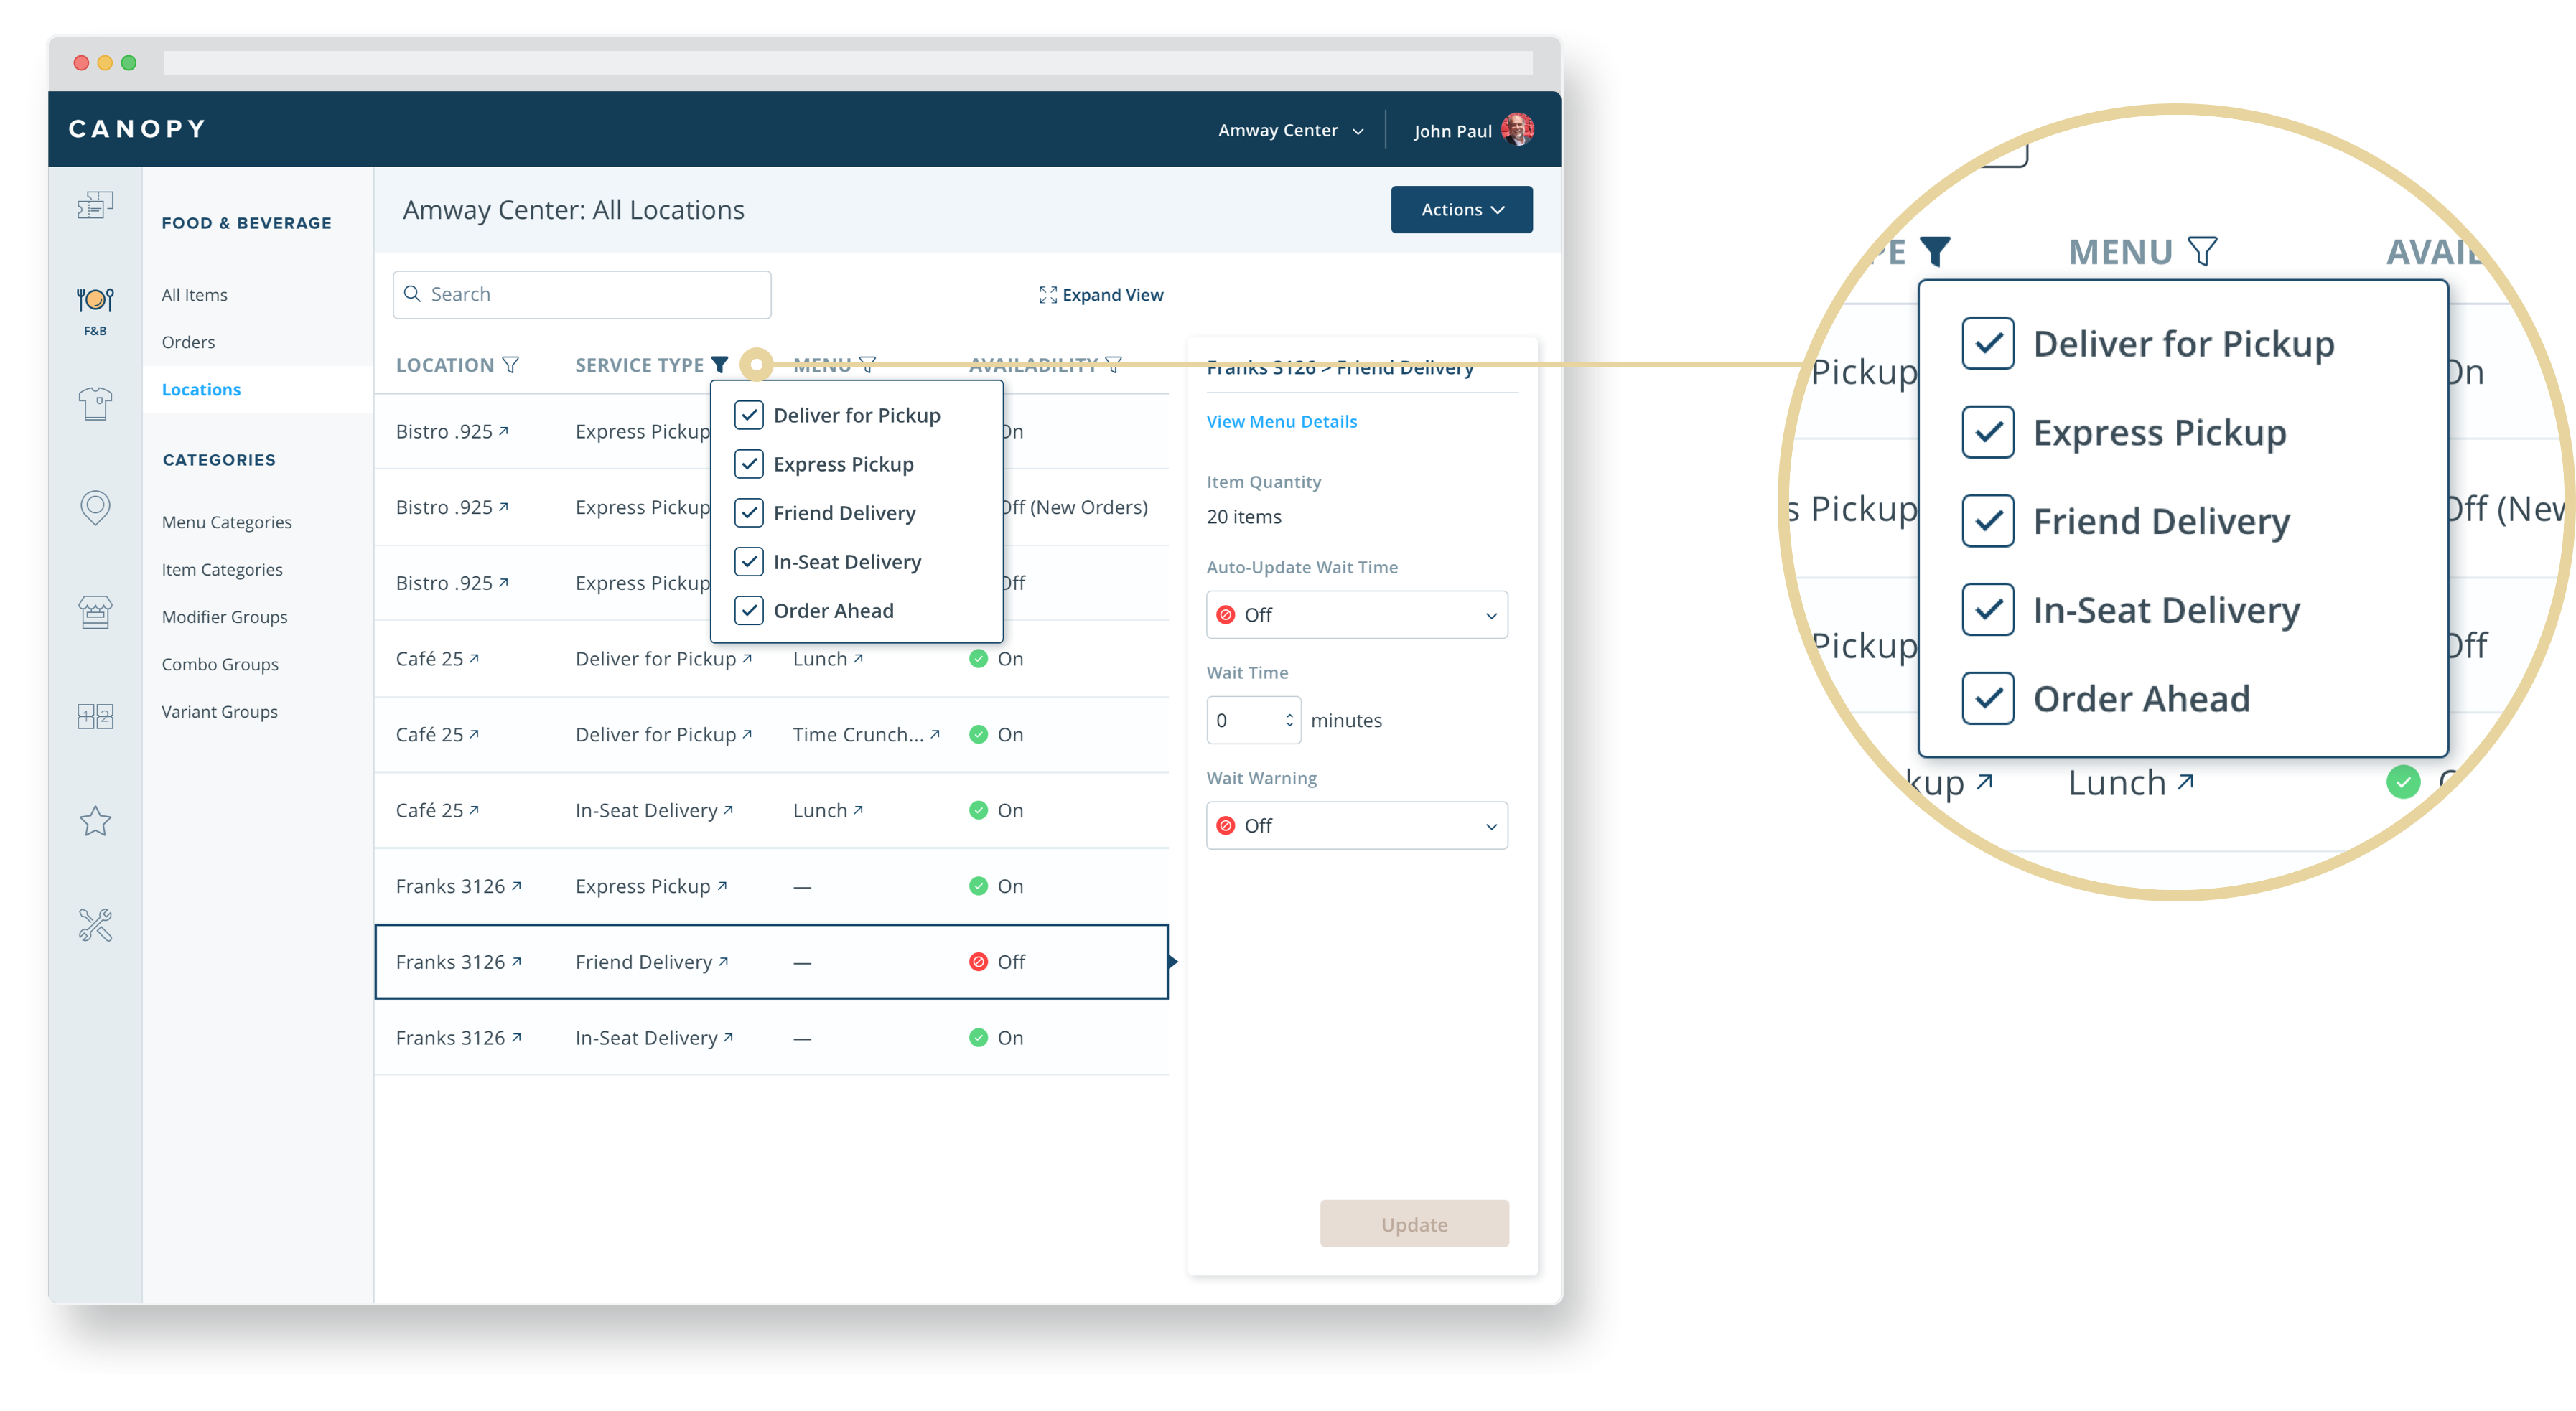 CANOPY
Amway Center
John Paul
F&B
FOOD & BEVERAGE
All Items
Orders
Locations
CATEGORIES
Menu Categories
Item Categories
Modifier Groups
Combo Groups
Variant Groups
Amway Center: All Locations
Actions
Search
Expand View
LOCATION SERVICE TYPE MENU AVAILABILITY
Deliver for Pickup
Express Pickup
Friend Delivery
In-Seat Delivery
Order Ahead
Bistro .925 Express Pickup On
Bistro .925 Express Pickup Off (New Orders)
Bistro .925 Express Pickup Off
Café 25 Deliver for Pickup Lunch On
Café 25 Deliver for Pickup Time Crunch... On
Café 25 In-Seat Delivery Lunch On
Franks 3126 Express Pickup — On
Franks 3126 Friend Delivery — Off
Franks 3126 In-Seat Delivery — On
Franks 3126 > Friend Delivery
View Menu Details
Item Quantity
20 items
Auto-Update Wait Time
Off
Wait Time
0 minutes
Wait Warning
Off
Update
PE MENU AVAIL
Deliver for Pickup
Express Pickup
Friend Delivery
In-Seat Delivery
Order Ahead
Pickup On
s Pickup Off (New
Pickup Off
kup Lunch